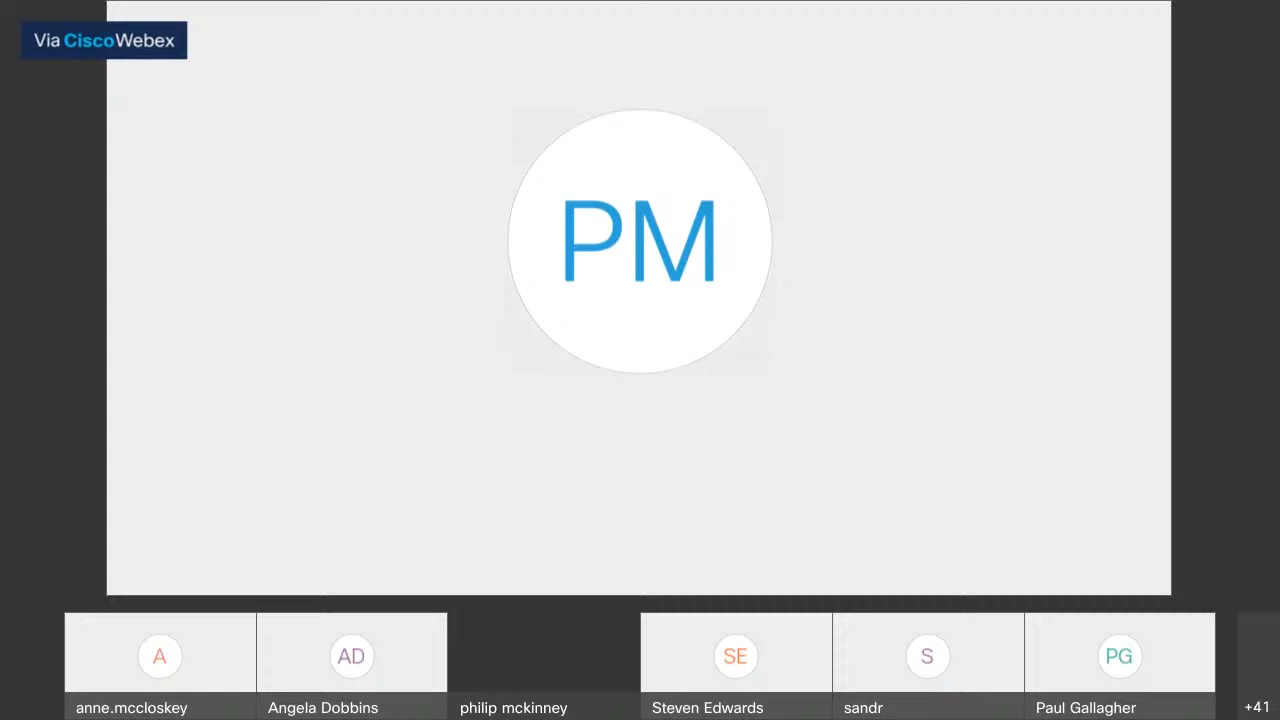 Via CiscoWebex
PM
A
AD
SE
S
PG
anne.mccloskey
Angela Dobbins
philip mckinney
Steven Edwards
sandr
Paul Gallagher
+41